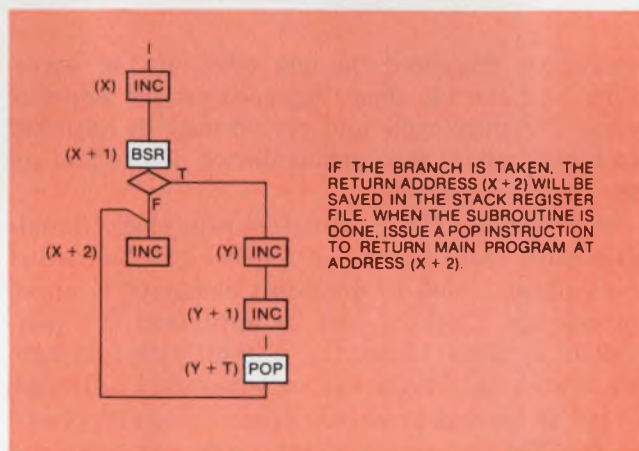 (X) INC
(X + 1) BSR
T
F
(X + 2) INC
(Y) INC
(Y + 1) INC
(Y + T) POP
IF THE BRANCH IS TAKEN, THE
RETURN ADDRESS (X + 2) WILL BE
SAVED IN THE STACK REGISTER
FILE. WHEN THE SUBROUTINE IS
DONE, ISSUE A POP INSTRUCTION
TO RETURN MAIN PROGRAM AT
ADDRESS (X + 2).